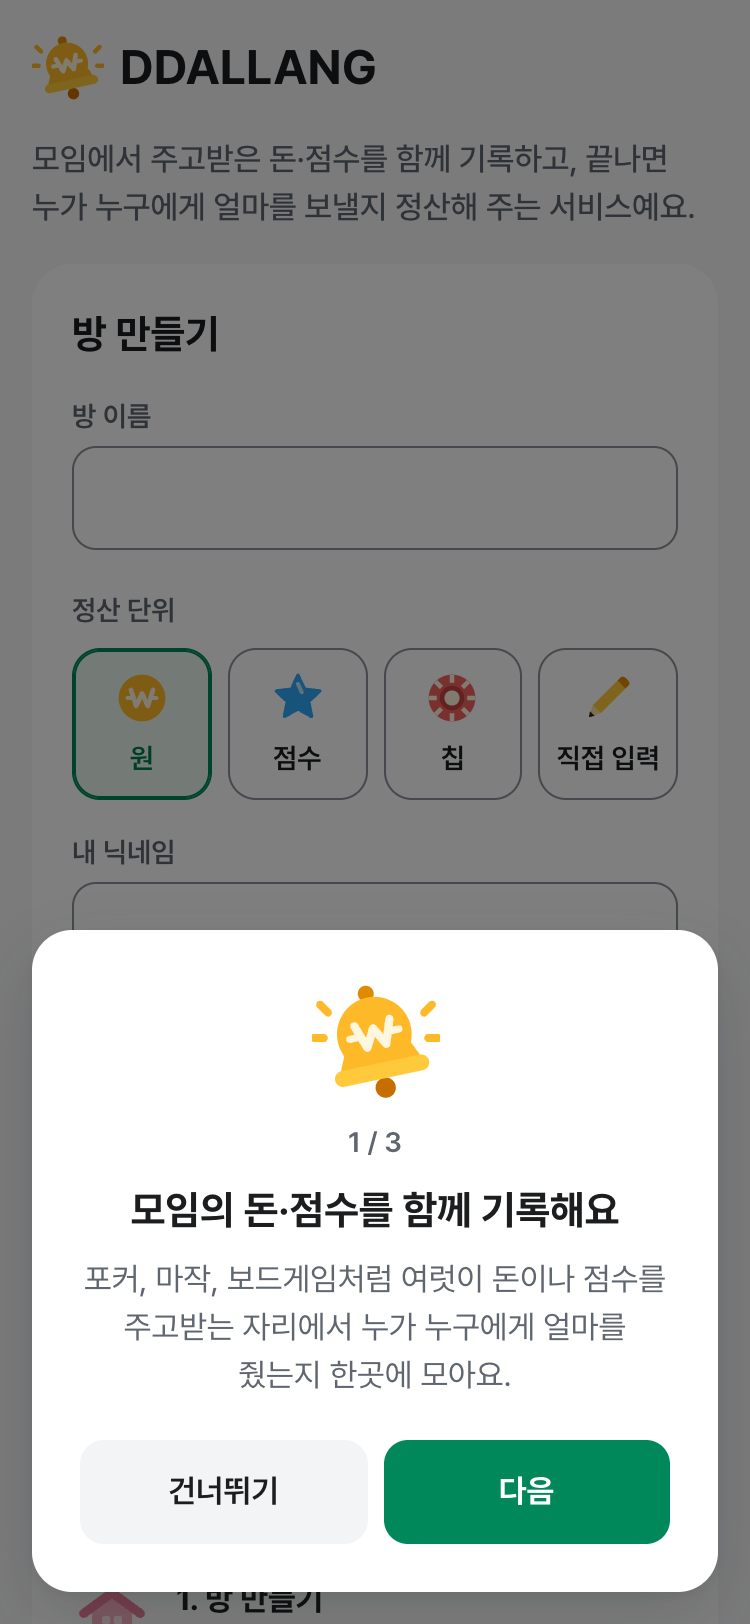 DDALLANG
모임에서 주고받은 돈·점수를 함께 기록하고, 끝나면
누가 누구에게 얼마를 보낼지 정산해 주는 서비스예요.
방 만들기
방 이름
정산 단위
원
점수
칩
직접 입력
내 닉네임
1 / 3
모임의 돈·점수를 함께 기록해요
포커, 마작, 보드게임처럼 여럿이 돈이나 점수를
주고받는 자리에서 누가 누구에게 얼마를
줬는지 한곳에 모아요.
건너뛰기
다음
1. 방 만들기